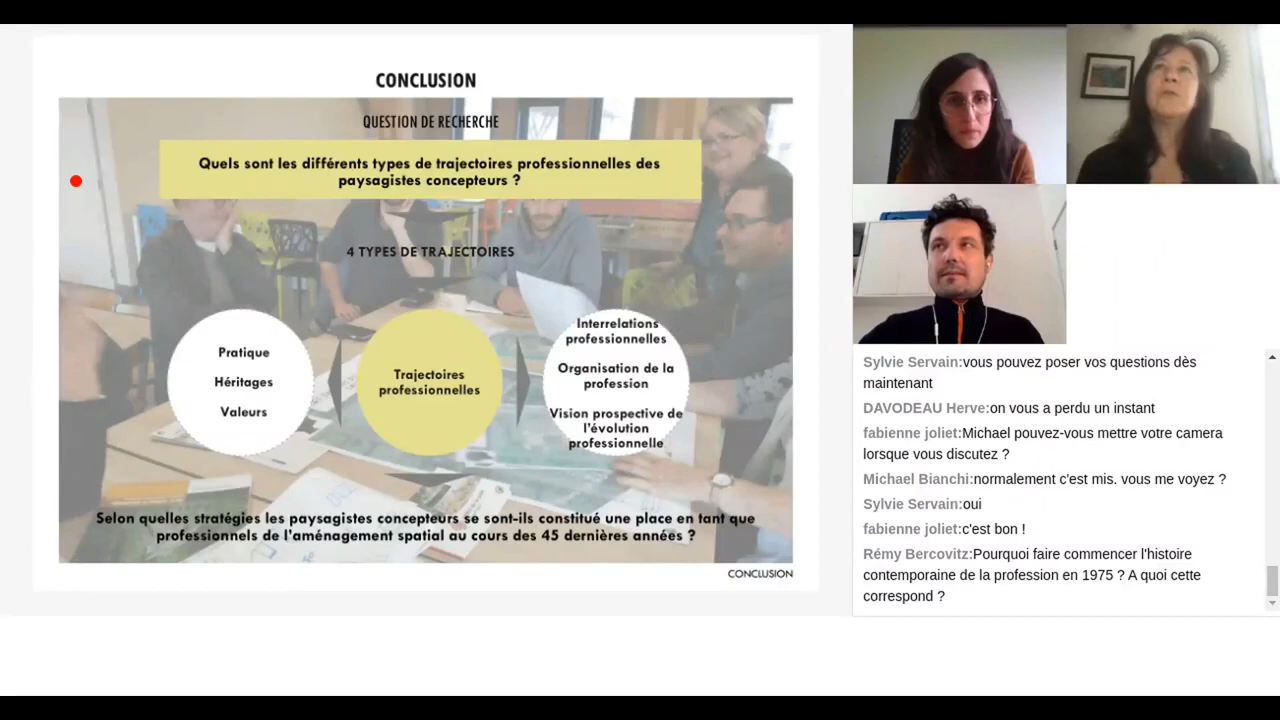 CONCLUSION
QUESTION DE RECHERCHE
Quels sont les différents types de trajectoires professionnelles des
paysagistes concepteurs ?
4 TYPES DE TRAJECTOIRES
Pratique
Héritages
Valeurs
Trajectoires
professionnelles
Interrelations
professionnelles
Organisation de la
profession
Vision prospective de
l'évolution
professionnelle
Selon quelles stratégies les paysagistes concepteurs se sont-ils constitué une place en tant que
professionnels de l'aménagement spatial au cours des 45 dernières années ?
CONCLUSION
Sylvie Servain:vous pouvez poser vos questions dès
maintenant
DAVODEAU Herve:on vous a perdu un instant
fabienne joliet:Michael pouvez-vous mettre votre camera
lorsque vous discutez ?
Michael Bianchi:normalement c'est mis. vous me voyez ?
Sylvie Servain:oui
fabienne joliet:c'est bon !
Rémy Bercovitz:Pourquoi faire commencer l'histoire
contemporaine de la profession en 1975 ? A quoi cette
correspond ?